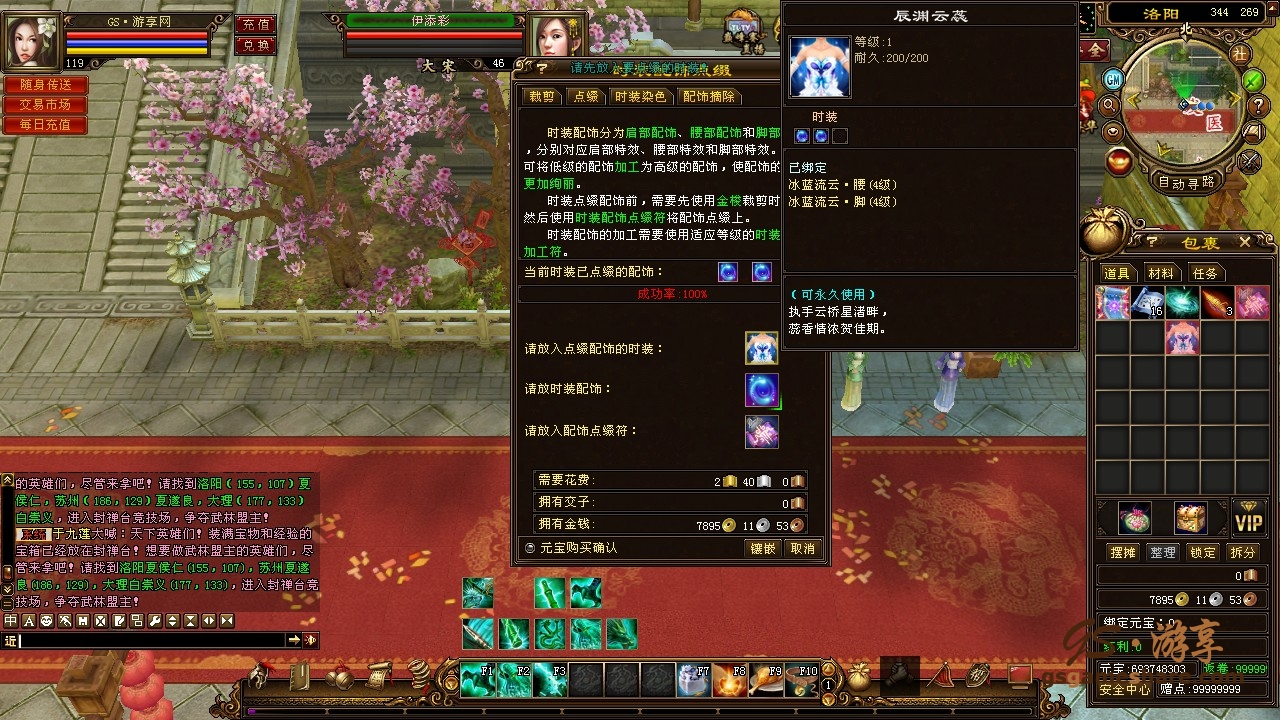 GS·游享网
119
充值
兑换
随身传送
交易市场
每日充值
伊添彩
大宋
46
裁剪
点缀
时装染色
配饰摘除
时装配饰分为肩部配饰、腰部配饰和脚部
，分别对应肩部特效、腰部特效和脚部特效。
可将低级的配饰加工为高级的配饰，使配饰的
更加绚丽。
时装点缀配饰前，需要先使用金梭裁剪时
然后使用时装配饰点缀符将配饰点缀上。
时装配饰的加工需要使用适应等级的时装
加工符。
当前时装已点缀的配饰：
成功率：100%
请放入点缀配饰的时装：
请放时装配饰：
请放入配饰点缀符：
需要花费： 2 40 0
拥有交子： 0
拥有金钱： 7895 11 53
元宝购买确认
镶嵌
取消
辰渊云蕊
等级：1
耐久：200/200
时装
已绑定
冰蓝流云·腰（4级）
冰蓝流云·脚（4级）
（可永久使用）
执手云桥星渚畔，
蕊香情浓贺佳期。
洛阳 344 269
北
社
GM
医
自动寻路
包裹
道具
材料
任务
16
3
VIP
摆摊
整理
锁定
拆分
0
7895 11 53
绑定元宝
红利:0
安全中心
赠点:99999999
游享
的英雄们，尽管来拿吧！请找到洛阳（155，107）夏
侯仁，苏州（186，129）夏遂良，大理（177，133）
白崇义，进入封禅台竞技场，争夺武林盟主！
于九莲大喊：天下英雄们！装满宝物和经验的
宝箱已经放在封禅台！想要做武林盟主的英雄们，尽
管来拿吧！请找到洛阳夏侯仁(155，107)，苏州夏遂
良(186，129)，大理白崇义(177，133)，进入封禅台竞
技场，争夺武林盟主！
近
F1
F2
F3
F7
F8
F9
F10
1